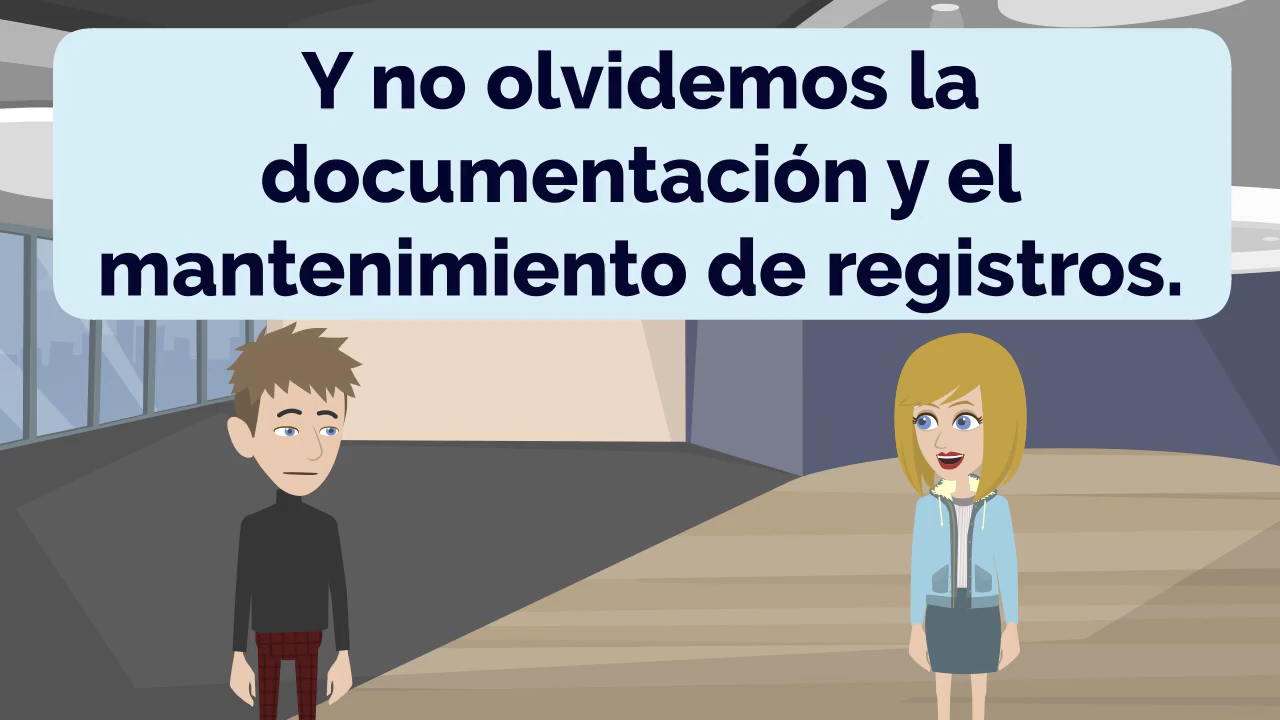 Y no olvidemos la
documentación y el
mantenimiento de registros.